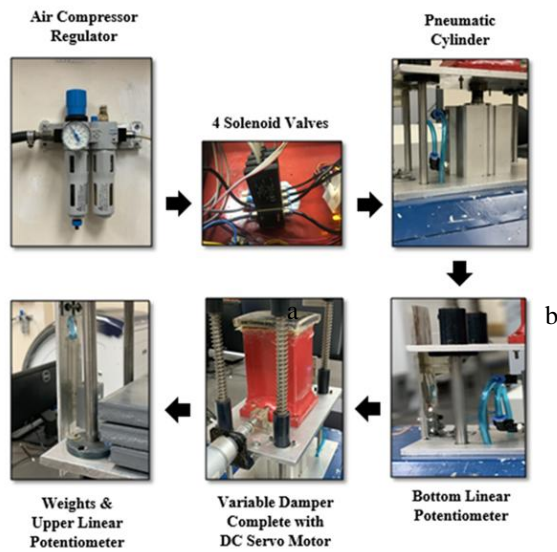 Air Compressor
Regulator
4 Solenoid Valves
Pneumatic
Cylinder
a
b
Weights &
Upper Linear
Potentiometer
Variable Damper
Complete with
DC Servo Motor
Bottom Linear
Potentiometer